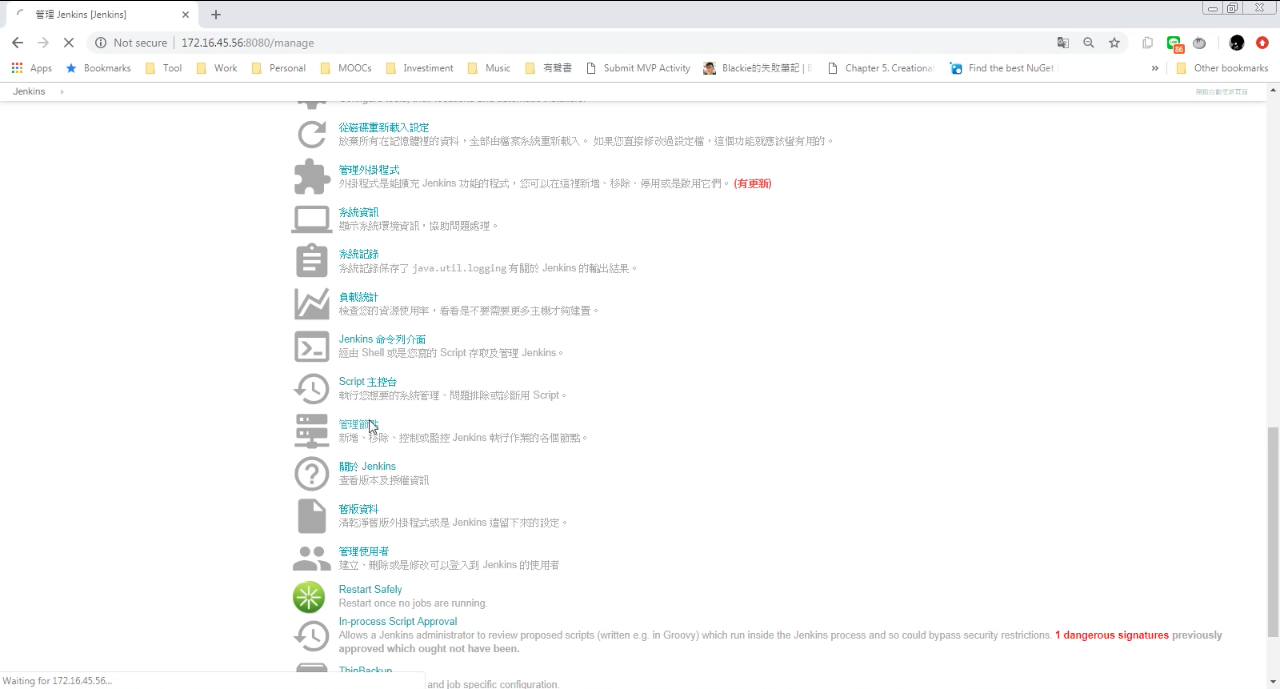 管理 Jenkins [Jenkins]
Not secure | 172.16.45.56:8080/manage
86
Apps Bookmarks Tool Work Personal MOOCs Investiment Music 有聲書 Submit MVP Activity Blackie的失敗筆記 | Chapter 5. Creational Find the best NuGet » Other bookmarks
Jenkins ›
從磁碟重新載入設定
放棄所有在記憶體裡的資料，全部由檔案系統重新載入。 如果您直接修改過設定檔，這個功能就應該蠻有用的。
管理外掛程式
外掛程式是能擴充 Jenkins 功能的程式，您可以在這裡新增、移除、停用或是啟用它們。 (有更新)
系統資訊
顯示系統環境資訊，協助問題處理。
系統記錄
系統記錄保存了 java.util.logging 有關於 Jenkins 的輸出結果。
負載統計
檢查您的資源使用率，看看是不要需要更多主機才夠建置。
Jenkins 命令列介面
經由 Shell 或是您寫的 Script 存取及管理 Jenkins。
Script 主控台
執行您想要的系統管理、問題排除或診斷用 Script。
管理節點
新增、移除、控制或監控 Jenkins 執行作業的各個節點。
關於 Jenkins
查看版本及授權資訊
舊版資料
清乾淨舊版外掛程式或是 Jenkins 遺留下來的設定。
管理使用者
建立、刪除或是修改可以登入到 Jenkins 的使用者
Restart Safely
Restart once no jobs are running.
In-process Script Approval
Allows a Jenkins administrator to review proposed scripts (written e.g. in Groovy) which run inside the Jenkins process and so could bypass security restrictions. 1 dangerous signatures previously
approved which ought not have been.
ThinBackup
and job specific configuration.
Waiting for 172.16.45.56...